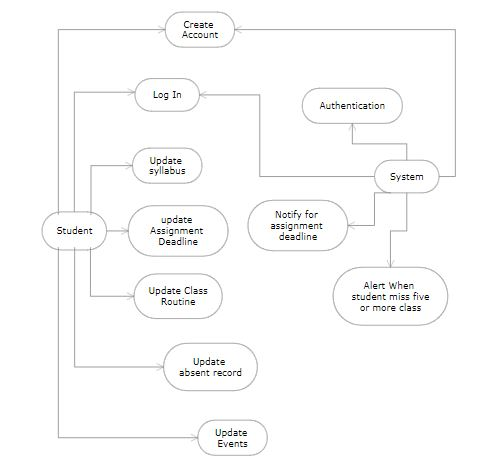 Create
Account
Log In
Authentication
Update
syllabus
System
Student
update
Assignment
Deadline
Notify for
assignment
deadline
Update Class
Routine
Alert When
student miss five
or more class
Update
absent record
Update
Events